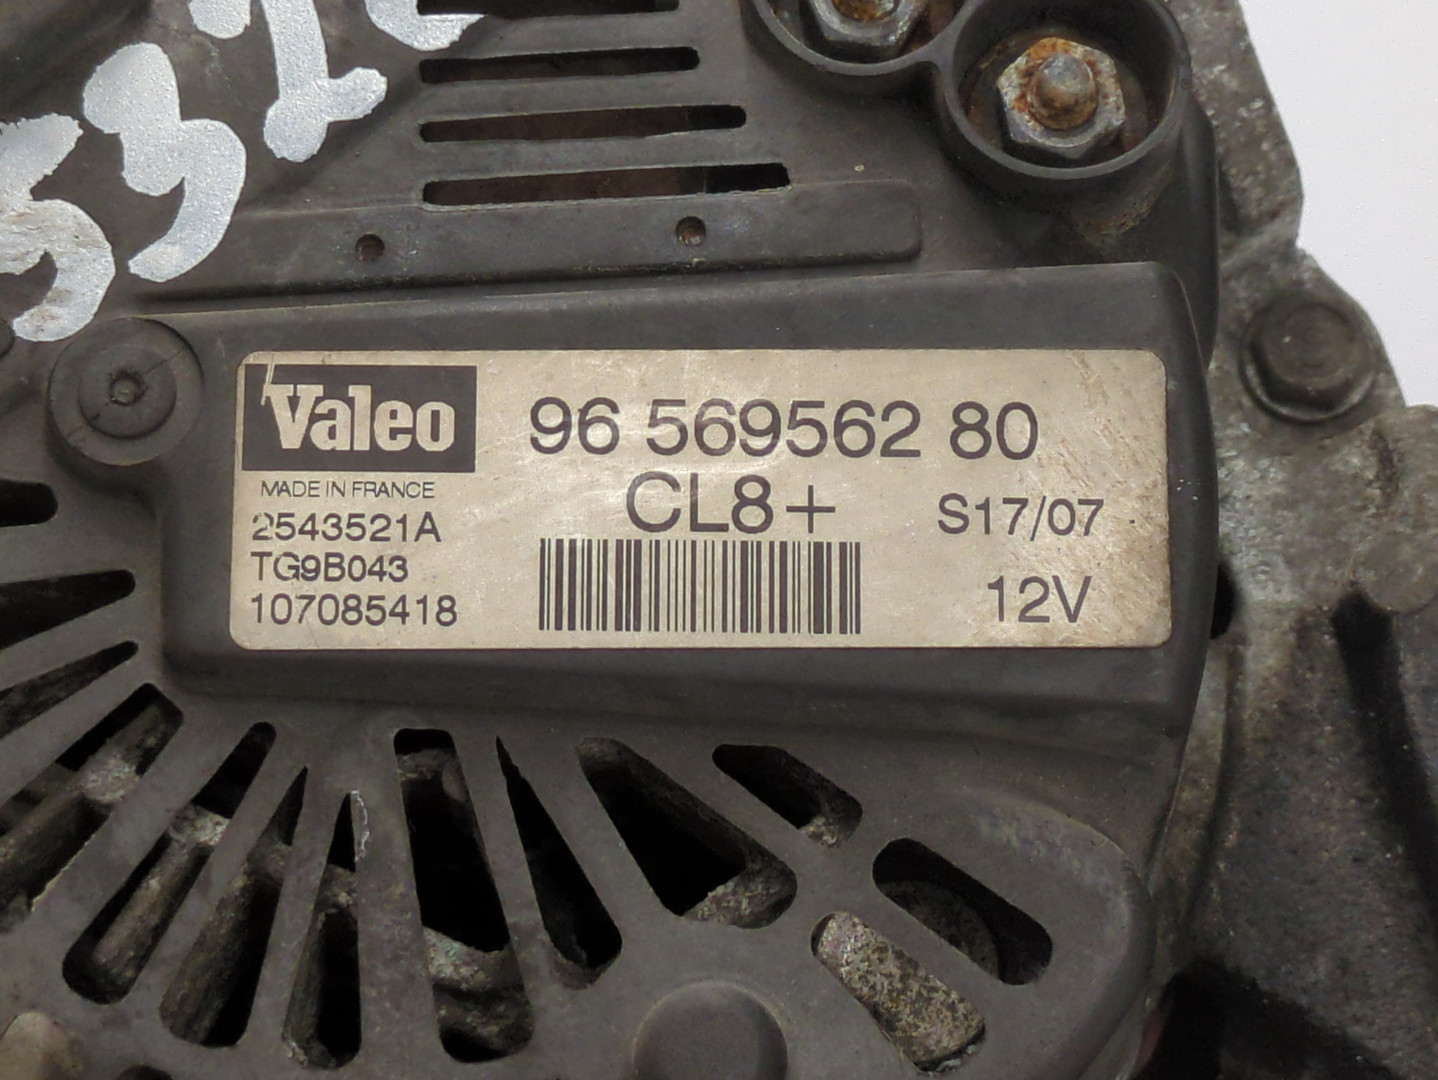 Valeo
96 569562 80
MADE IN FRANCE
CL8+
S17/07
2543521A
TG9B043
107085418
12V